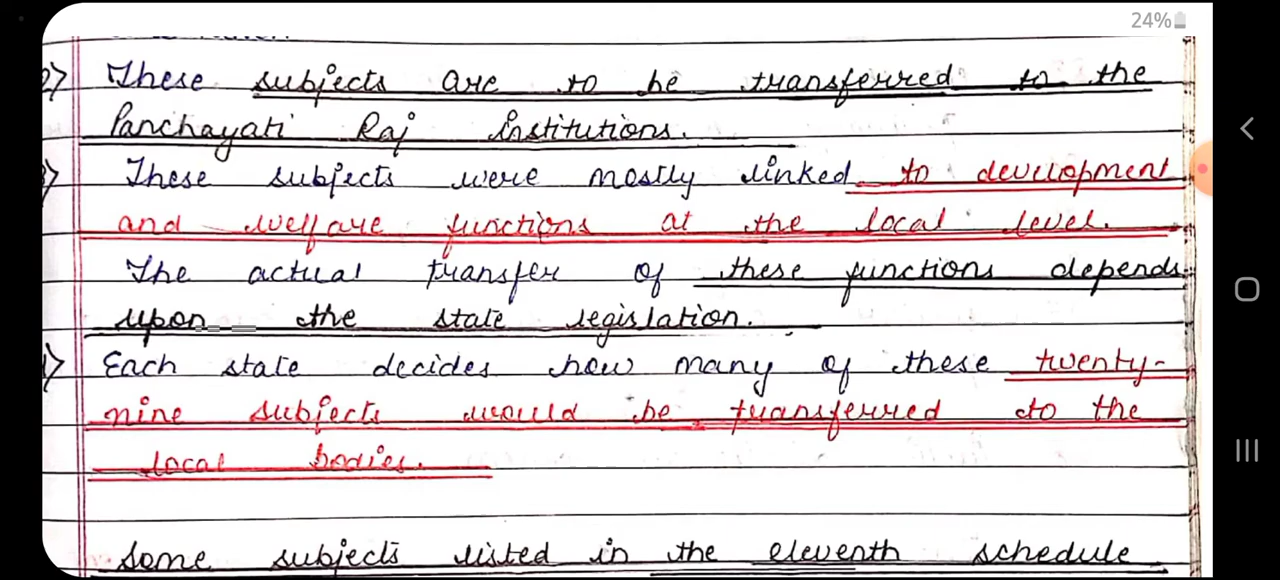 24%
2) These subjects are to be transferred to the
Panchayati Raj institutions.
These subjects were mostly linked to development
and welfare functions at the local level.
The actual transfer of these functions depends
upon the state legislation.
Each state decides how many of these twenty-
nine subjects would be transferred to the
local bodies.
Some subjects listed in the eleventh schedule